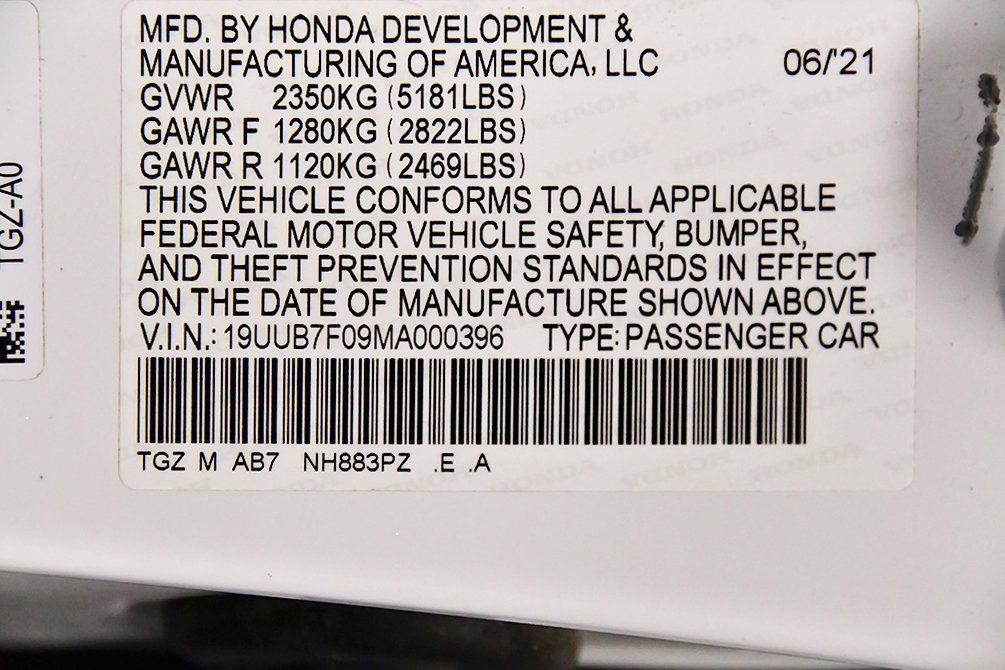 MFD. BY HONDA DEVELOPMENT &
MANUFACTURING OF AMERICA, LLC 06/'21
GVWR 2350KG (5181LBS)
GAWR F 1280KG (2822LBS)
GAWR R 1120KG (2469LBS)
THIS VEHICLE CONFORMS TO ALL APPLICABLE
FEDERAL MOTOR VEHICLE SAFETY, BUMPER,
AND THEFT PREVENTION STANDARDS IN EFFECT
ON THE DATE OF MANUFACTURE SHOWN ABOVE.
V.I.N.: 19UUB7F09MA000396 TYPE: PASSENGER CAR
TGZ M AB7 NH883PZ .E .A
TGZ-A0